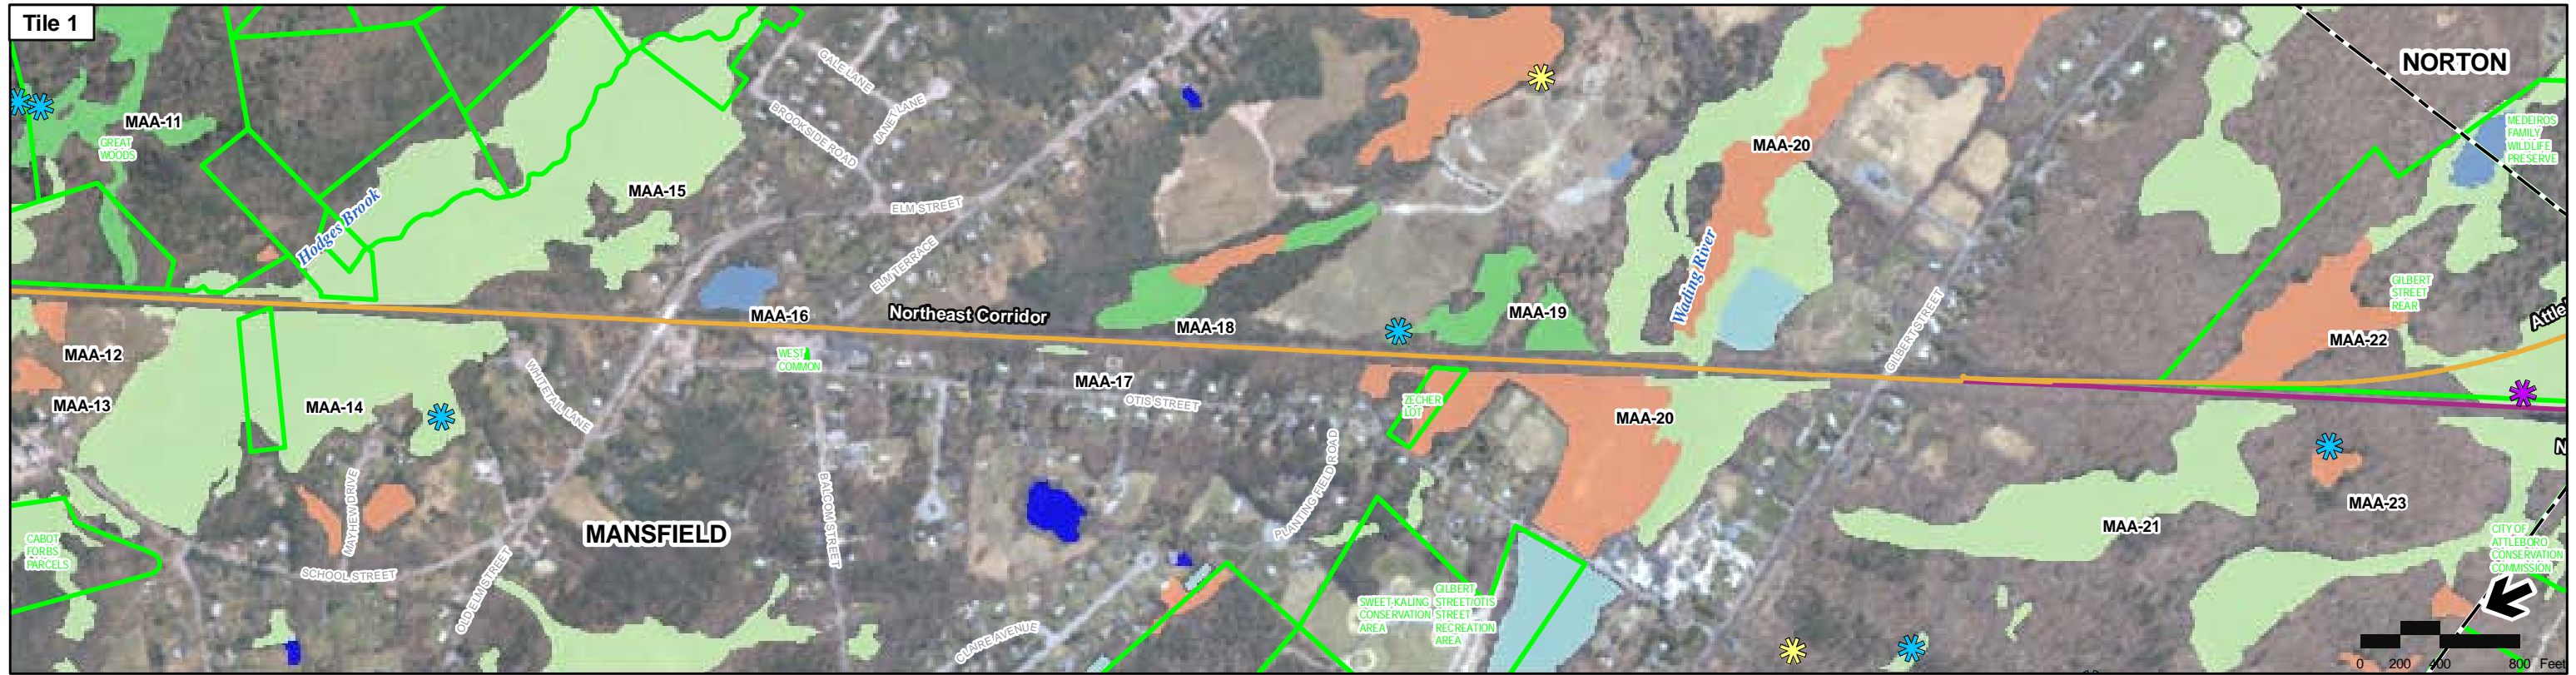 Tile 1
NORTON
GALE LANE
JANET LANE
BROOKSIDE ROAD
MAA-11
GREAT
WOODS
MEDEIROS
FAMILY
WILDLIFE
PRESERVE
MAA-20
MAA-15
Hodges Brook
ELM STREET
ELM TERRACE
Wading River
GILBERT STREET
GILBERT
STREET
REAR
MAA-16
Northeast Corridor
MAA-18
MAA-19
MAA-22
MAA-12
WEST
COMMON
WHITETAIL LANE
MAA-17
OTIS STREET
ZECHER
LOT
MAA-13
MAA-14
MAA-20
PLANTING FIELD ROAD
BALCOM STREET
MAYHEW DRIVE
MANSFIELD
MAA-21
MAA-23
CABOT
FORBS
PARCELS
SCHOOL STREET
OLD ELM STREET
CLAIRE AVENUE
SWEET-KALING
CONSERVATION
AREA
GILBERT
STREET/OTIS
STREET
RECREATION
AREA
CITY OF
ATTLEBORO
CONSERVATION
COMMISSION
0 200 400 800 Feet